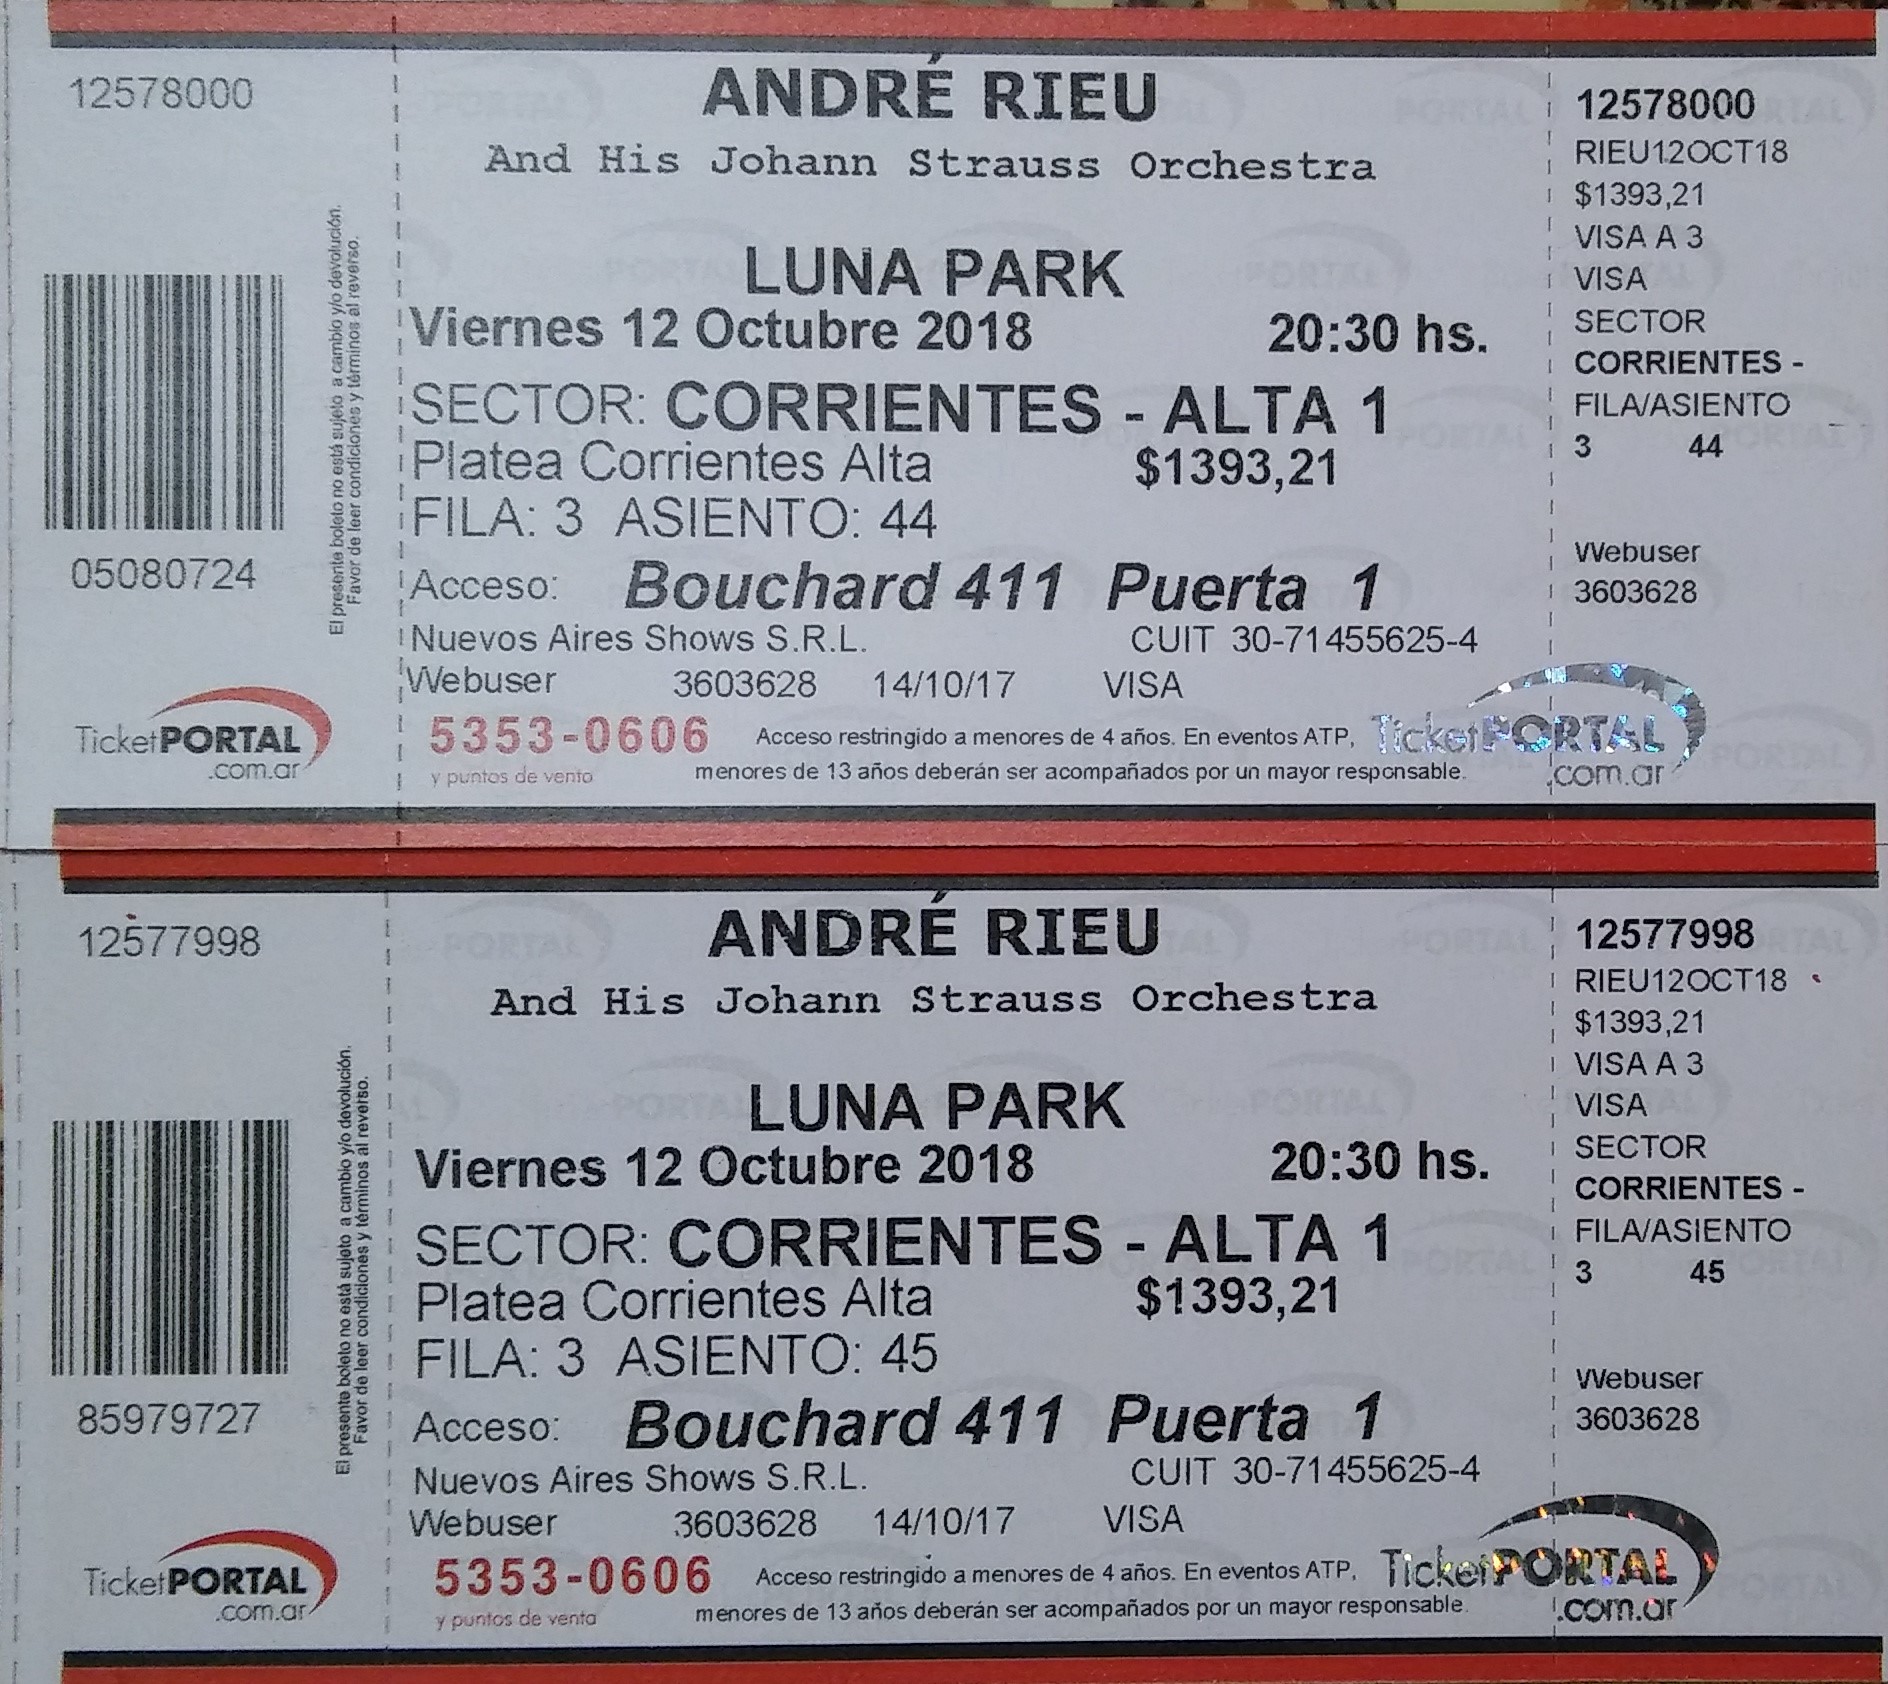 12578000
05080724
El presente boleto no está sujeto a cambio y/o devolución.
Favor de leer condiciones y términos al reverso.
TicketPORTAL
.com.ar
ANDRÉ RIEU
And His Johann Strauss Orchestra
LUNA PARK
Viernes 12 Octubre 2018 20:30 hs.
SECTOR: CORRIENTES - ALTA 1
Platea Corrientes Alta $1393,21
FILA: 3 ASIENTO: 44
Acceso: Bouchard 411 Puerta 1
Nuevos Aires Shows S.R.L. CUIT 30-71455625-4
Webuser 3603628 14/10/17 VISA
5353-0606
y puntos de venta
Acceso restringido a menores de 4 años. En eventos ATP,
menores de 13 años deberán ser acompañados por un mayor responsable.
TicketPORTAL
.com.ar
12578000
RIEU12OCT18
$1393,21
VISA A 3
VISA
SECTOR
CORRIENTES -
FILA/ASIENTO
3 44
Webuser
3603628
12577998
85979727
El presente boleto no está sujeto a cambio y/o devolución.
Favor de leer condiciones y términos al reverso.
TicketPORTAL
.com.ar
ANDRÉ RIEU
And His Johann Strauss Orchestra
LUNA PARK
Viernes 12 Octubre 2018 20:30 hs.
SECTOR: CORRIENTES - ALTA 1
Platea Corrientes Alta $1393,21
FILA: 3 ASIENTO: 45
Acceso: Bouchard 411 Puerta 1
Nuevos Aires Shows S.R.L. CUIT 30-71455625-4
Webuser 3603628 14/10/17 VISA
5353-0606
y puntos de venta
Acceso restringido a menores de 4 años. En eventos ATP,
menores de 13 años deberán ser acompañados por un mayor responsable.
TicketPORTAL
.com.ar
12577998
RIEU12OCT18
$1393,21
VISA A 3
VISA
SECTOR
CORRIENTES -
FILA/ASIENTO
3 45
Webuser
3603628